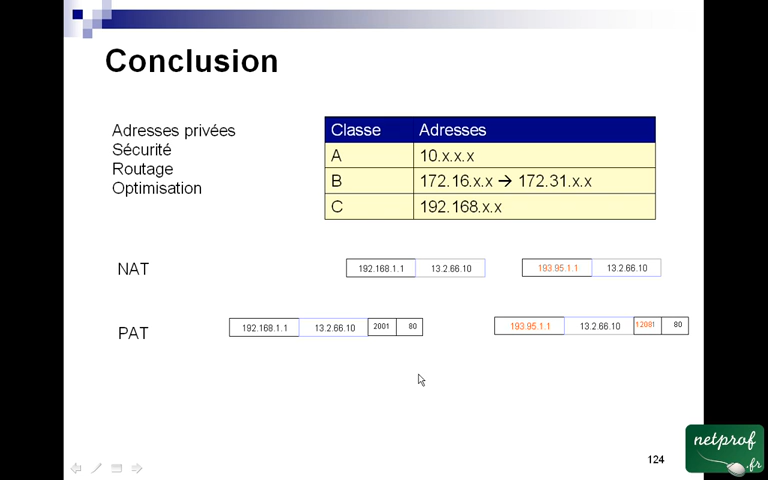 Conclusion
Adresses privées
Sécurité
Routage
Optimisation
Classe Adresses
A 10.x.x.x
B 172.16.x.x → 172.31.x.x
C 192.168.x.x
NAT 192.168.1.1 13.2.66.10 193.95.1.1 13.2.66.10
PAT 192.168.1.1 13.2.66.10 2001 80 193.95.1.1 13.2.66.10 12081 80
124
netprof
.fr